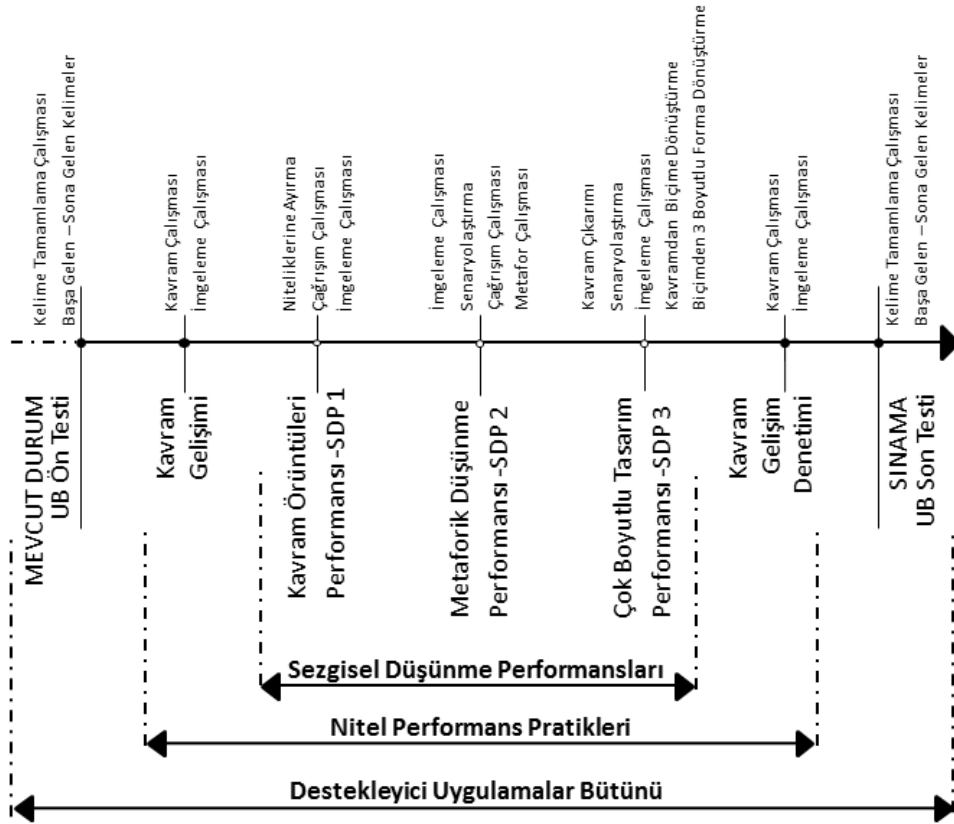 Kelime Tamamlama Çalışması
Başa Gelen –Sona Gelen Kelimeler
Kavram Çalışması
İmgeleme Çalışması
Niteliklerine Ayırma
Çağrışım Çalışması
İmgeleme Çalışması
İmgeleme Çalışması
Senaryolaştırma
Çağrışım Çalışması
Metafor Çalışması
Kavram Çıkarımı
Senaryolaştırma
İmgeleme Çalışması
Kavramdan Biçime Dönüştürme
Biçimden 3 Boyutlu Forma Dönüştürme
Kavram Çalışması
İmgeleme Çalışması
Kelime Tamamlama Çalışması
Başa Gelen –Sona Gelen Kelimeler
MEVCUT DURUM
UB Ön Testi
Kavram
Gelişimi
Kavram Örüntüleri
Performansı -SDP 1
Metaforik Düşünme
Performansı -SDP 2
Çok Boyutlu Tasarım
Performansı -SDP 3
Kavram
Gelişim
Denetimi
SINAMA
UB Son Testi
Sezgisel Düşünme Performansları
Nitel Performans Pratikleri
Destekleyici Uygulamalar Bütünü